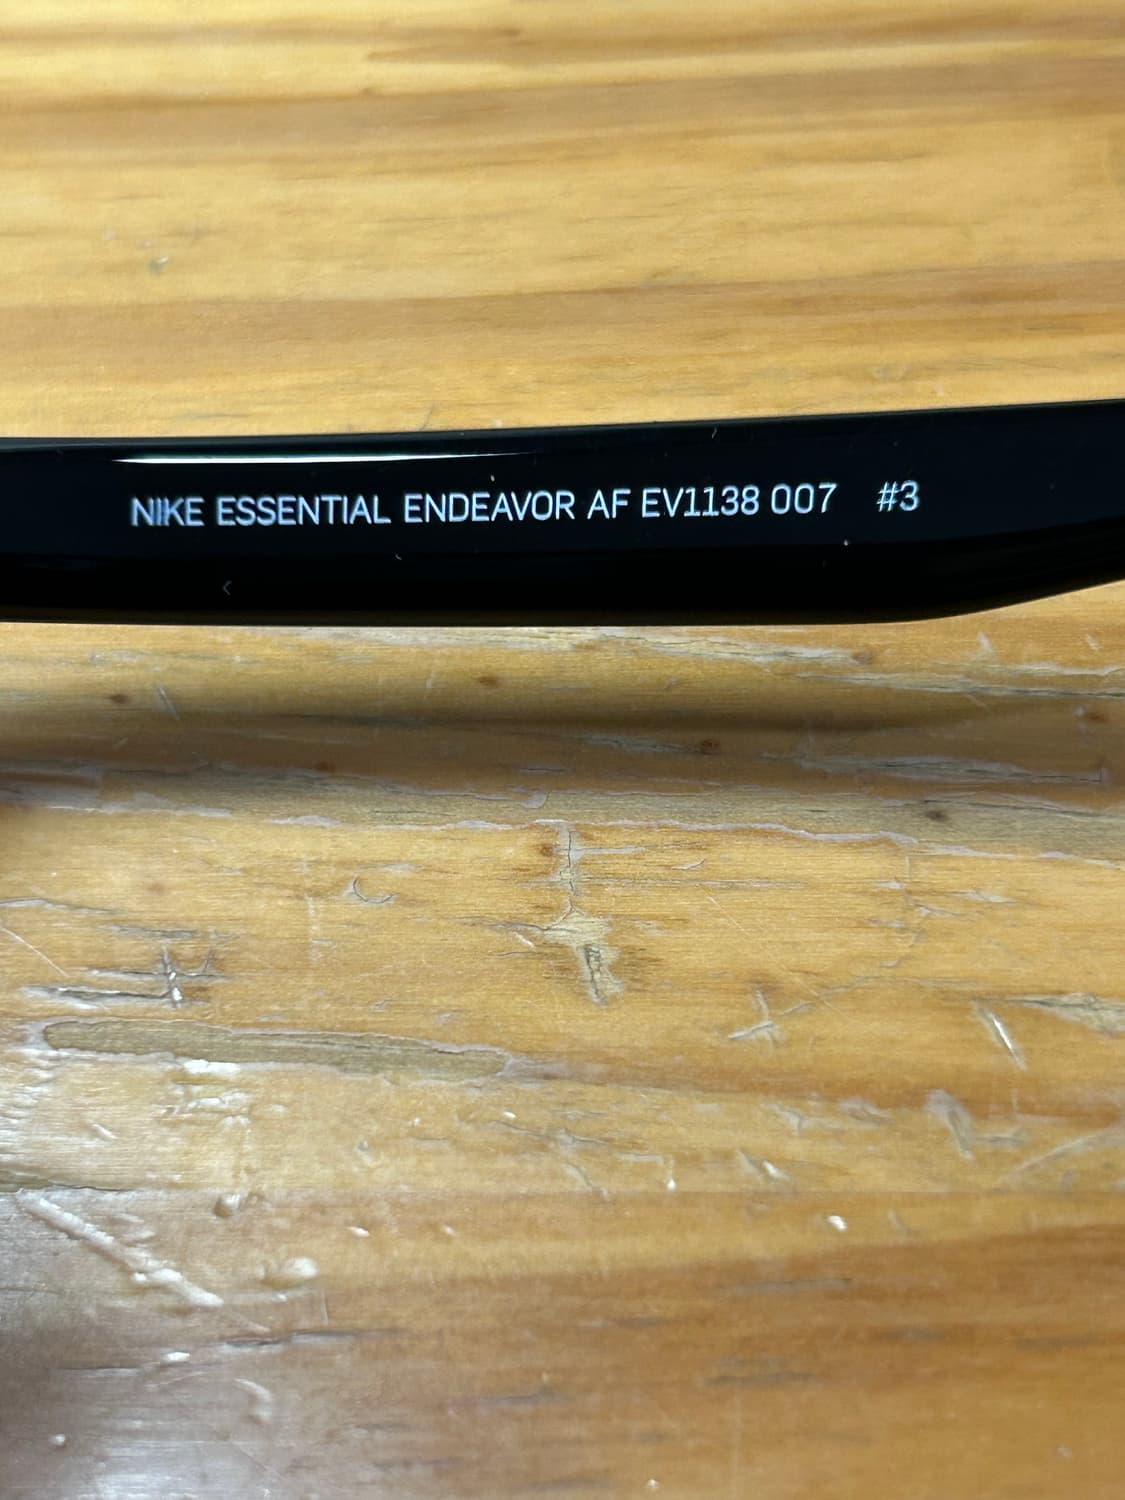 NIKE ESSENTIAL ENDEAVOR AF EV1138 007 #3